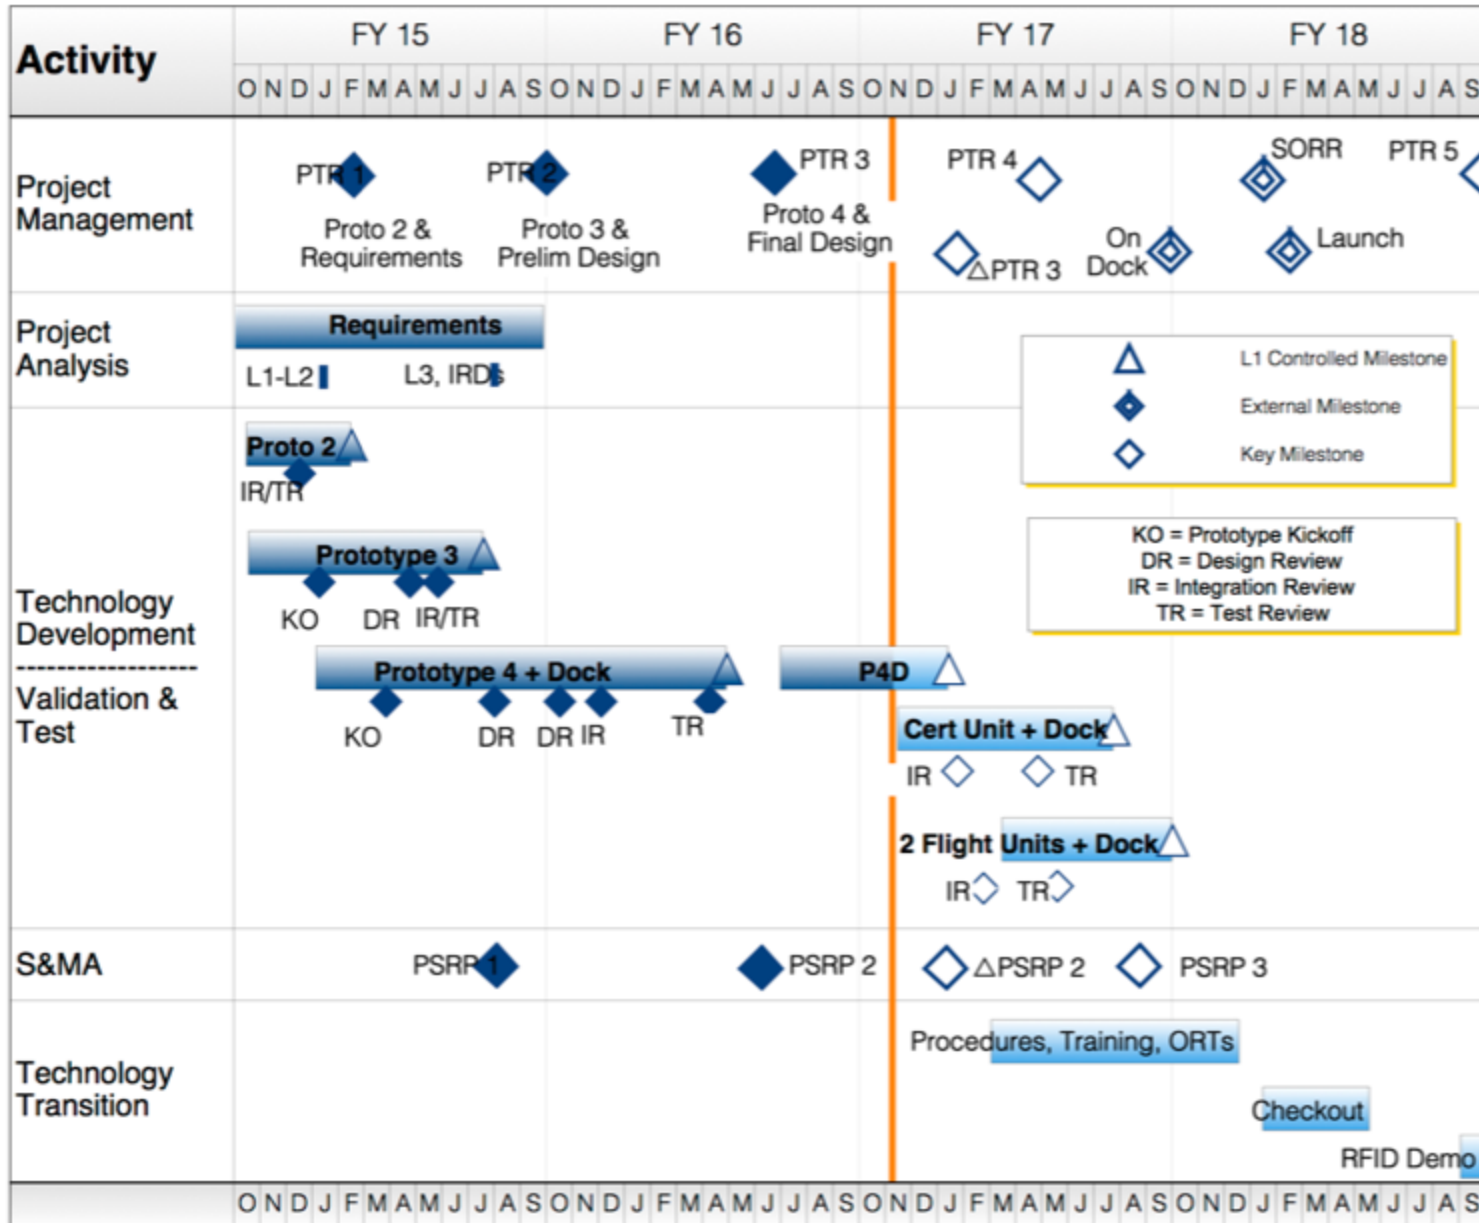 Activity
FY 15 FY 16 FY 17 FY 18
O N D J F M A M J J A S O N D J F M A M J J A S O N D J F M A M J J A S O N D J F M A M J J A S
Project
Management
PTR 1
PTR 2
PTR 3
PTR 4
SORR
PTR 5
Proto 2 &
Requirements
Proto 3 &
Prelim Design
Proto 4 &
Final Design
△PTR 3
On
Dock
Launch
Project
Analysis
Requirements
L1-L2
L3, IRDs
L1 Controlled Milestone
External Milestone
Key Milestone
KO = Prototype Kickoff
DR = Design Review
IR = Integration Review
TR = Test Review
Technology
Development
------------------
Validation &
Test
Proto 2
IR/TR
Prototype 3
KO DR IR/TR
Prototype 4 + Dock
KO DR DR IR TR
P4D
Cert Unit + Dock
IR TR
2 Flight Units + Dock
IR TR
S&MA
PSRP 1
PSRP 2
△PSRP 2
PSRP 3
Technology
Transition
Procedures, Training, ORTs
Checkout
RFID Demo
O N D J F M A M J J A S O N D J F M A M J J A S O N D J F M A M J J A S O N D J F M A M J J A S